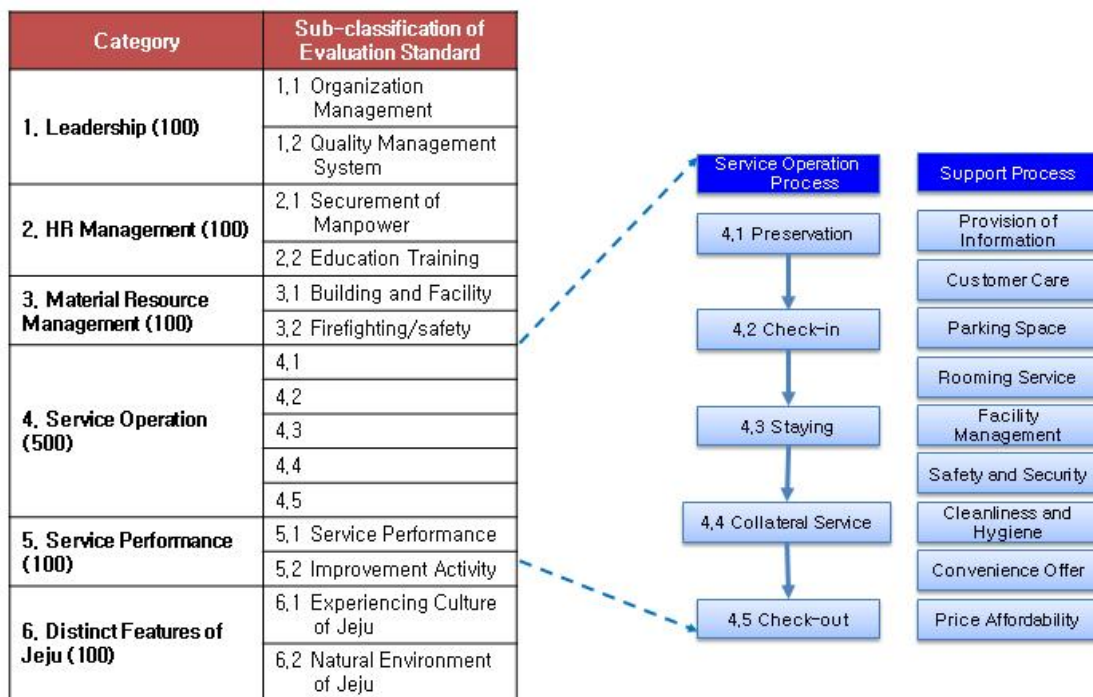 Category
Sub-classification of
Evaluation Standard
1, Leadership (100)
1,1 Organization
Management
1,2 Quality Management
System
2, HR Management (100)
2,1 Securement of
Manpower
2,2 Education Training
3, Material Resource
Management (100)
3,1 Building and Facility
3,2 Firefighting/safety
4, Service Operation
(500)
4,1
4,2
4,3
4,4
4,5
5, Service Performance
(100)
5,1 Service Performance
5,2 Improvement Activity
6, Distinct Features of
Jeju (100)
6,1 Experiencing Culture
of Jeju
6,2 Natural Environment
of Jeju
Service Operation
Process
4,1 Preservation
4,2 Check-in
4,3 Staying
4,4 Collateral Service
4,5 Check-out
Support Process
Provision of
Information
Customer Care
Parking Space
Rooming Service
Facility
Management
Safety and Security
Cleanliness and
Hygiene
Convenience Offer
Price Affordability